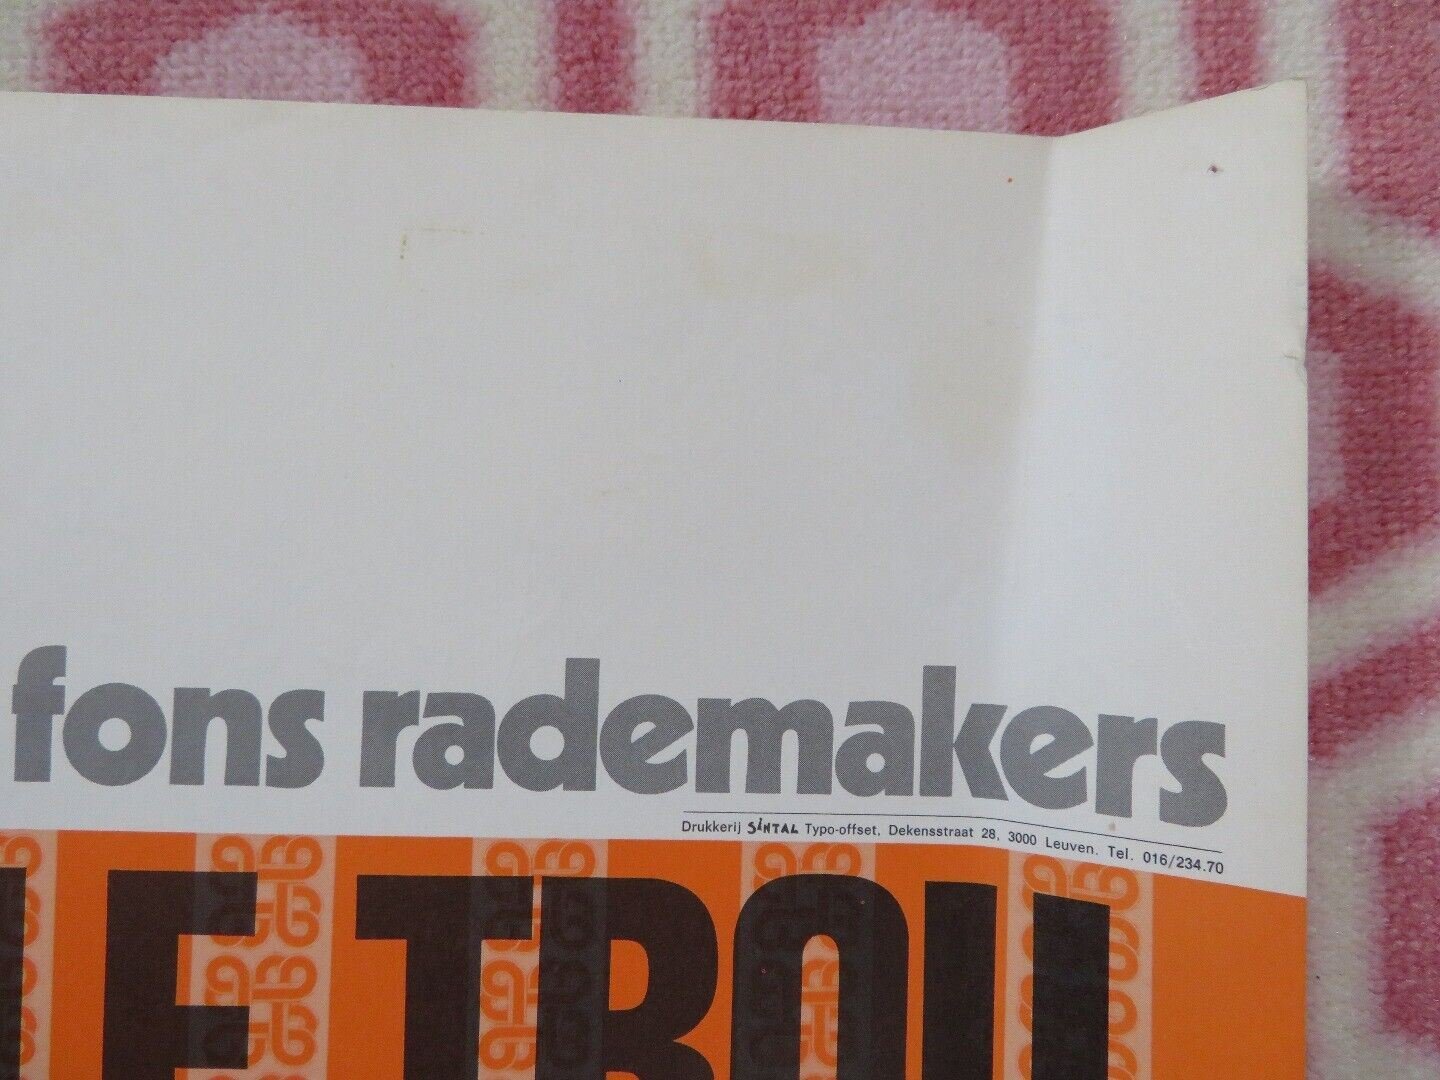 fons rademakers
Drukkerij SINTAL Typo-offset, Dekensstraat 28, 3000 Leuven. Tel. 016/234.70